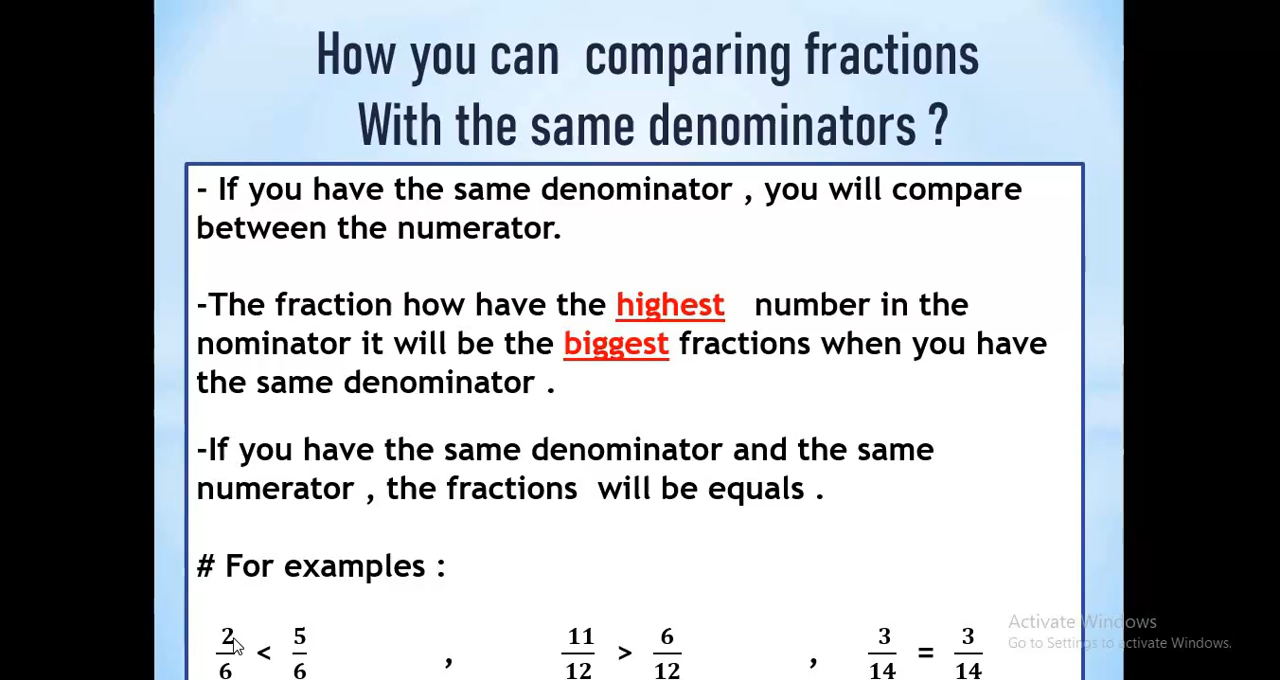 How you can comparing fractions
With the same denominators ?
- If you have the same denominator , you will compare
between the numerator.
-The fraction how have the highest number in the
nominator it will be the biggest fractions when you have
the same denominator .
-If you have the same denominator and the same
numerator , the fractions will be equals .
# For examples :
2/6 < 5/6 , 11/12 > 6/12 , 3/14 = 3/14
Activate Windows
Go to Settings to activate Windows.